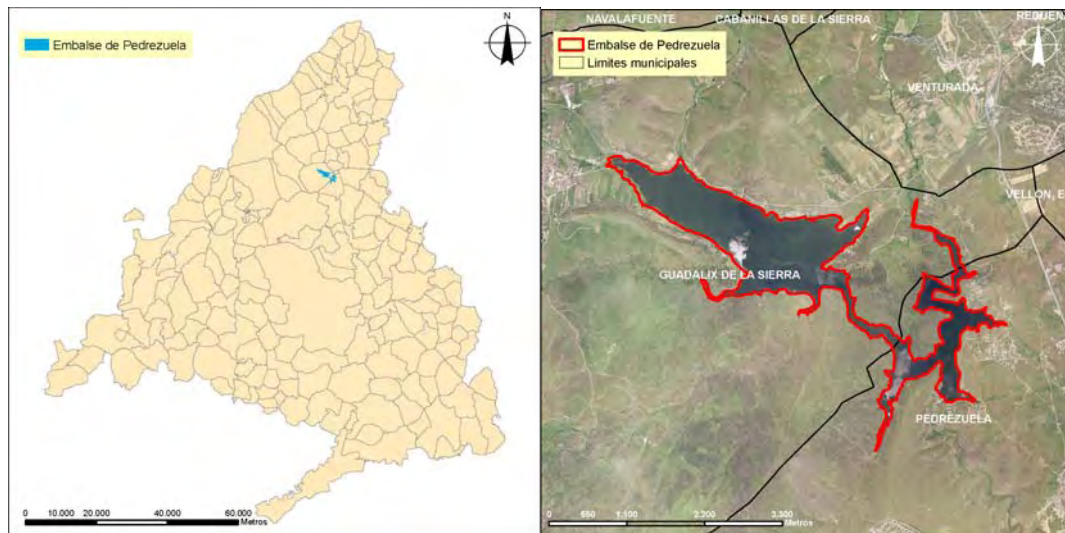 Embalse de Pedrezuela
N
0 10.000 20.000 40.000 60.000
Metros
NAVALAFUENTE
CABANILLAS DE LA SIERRA
Embalse de Pedrezuela
Limites municipales
N
VENTURADA
VELLON, E
GUADALIX DE LA SIERRA
PEDREZUELA
0 550 1.100 2.200 3.300
Metros